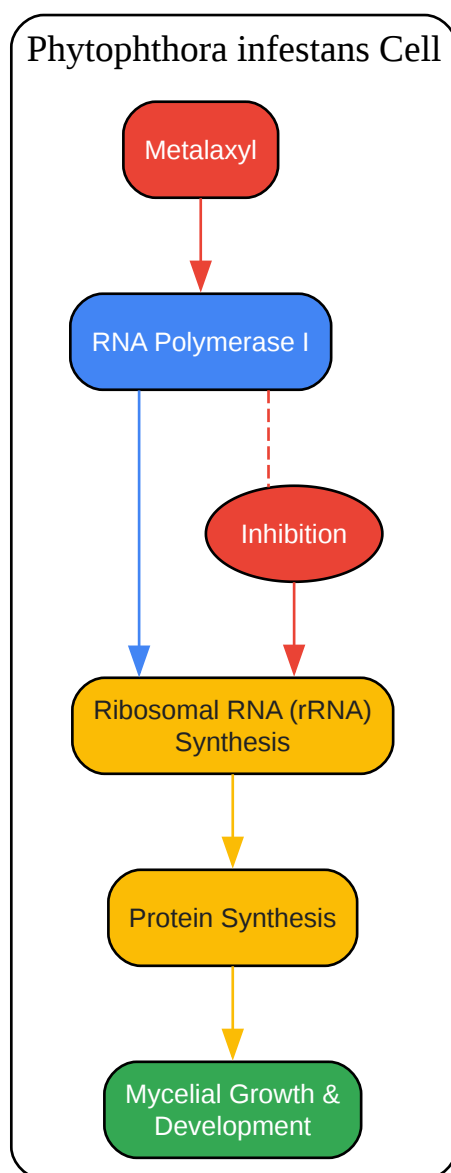 Phytophthora infestans Cell
Metalaxyl
RNA Polymerase I
Inhibition
Ribosomal RNA (rRNA)
Synthesis
Protein Synthesis
Mycelial Growth &
Development